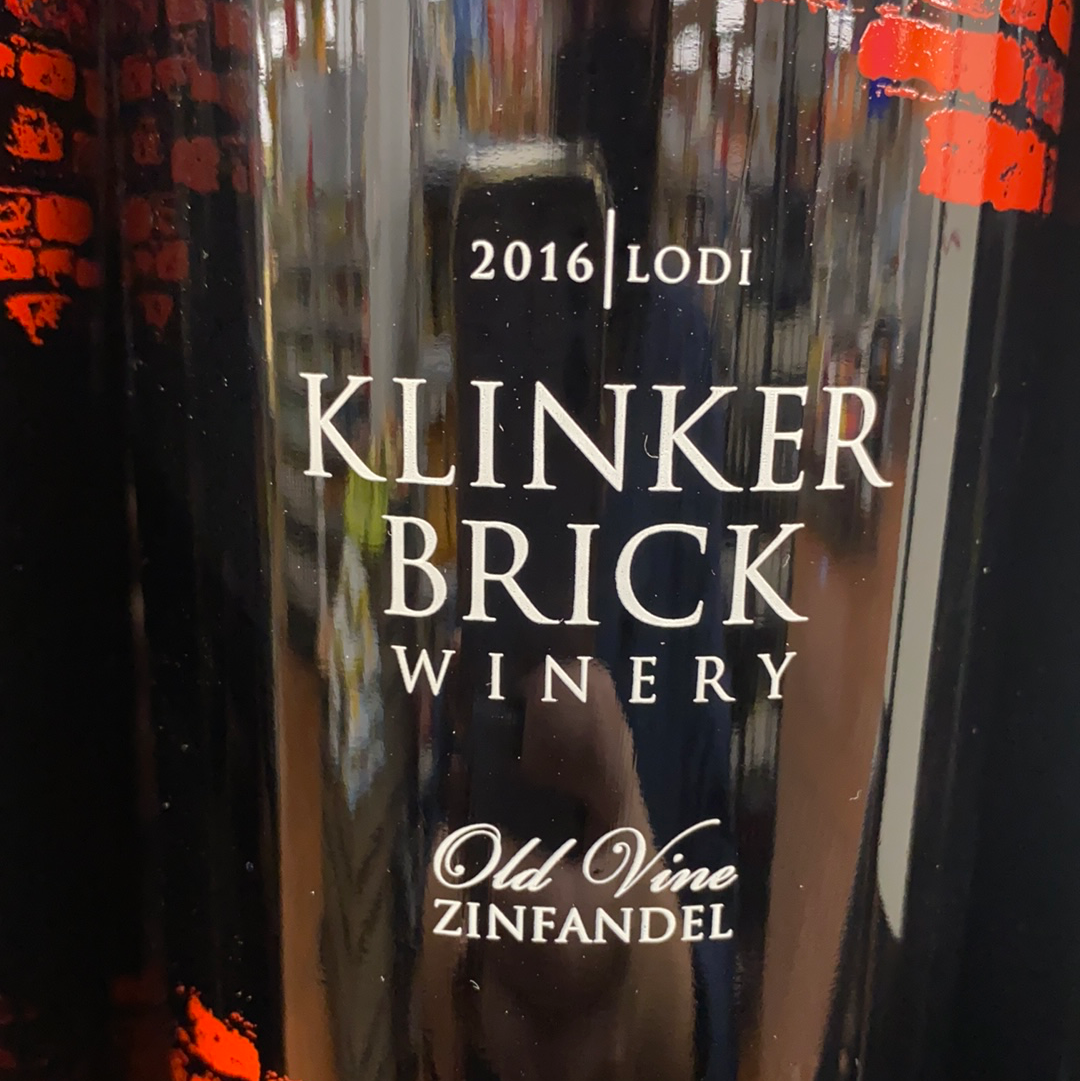 2016 | LODI
KLINKER
BRICK
WINERY
Old Vine
ZINFANDEL